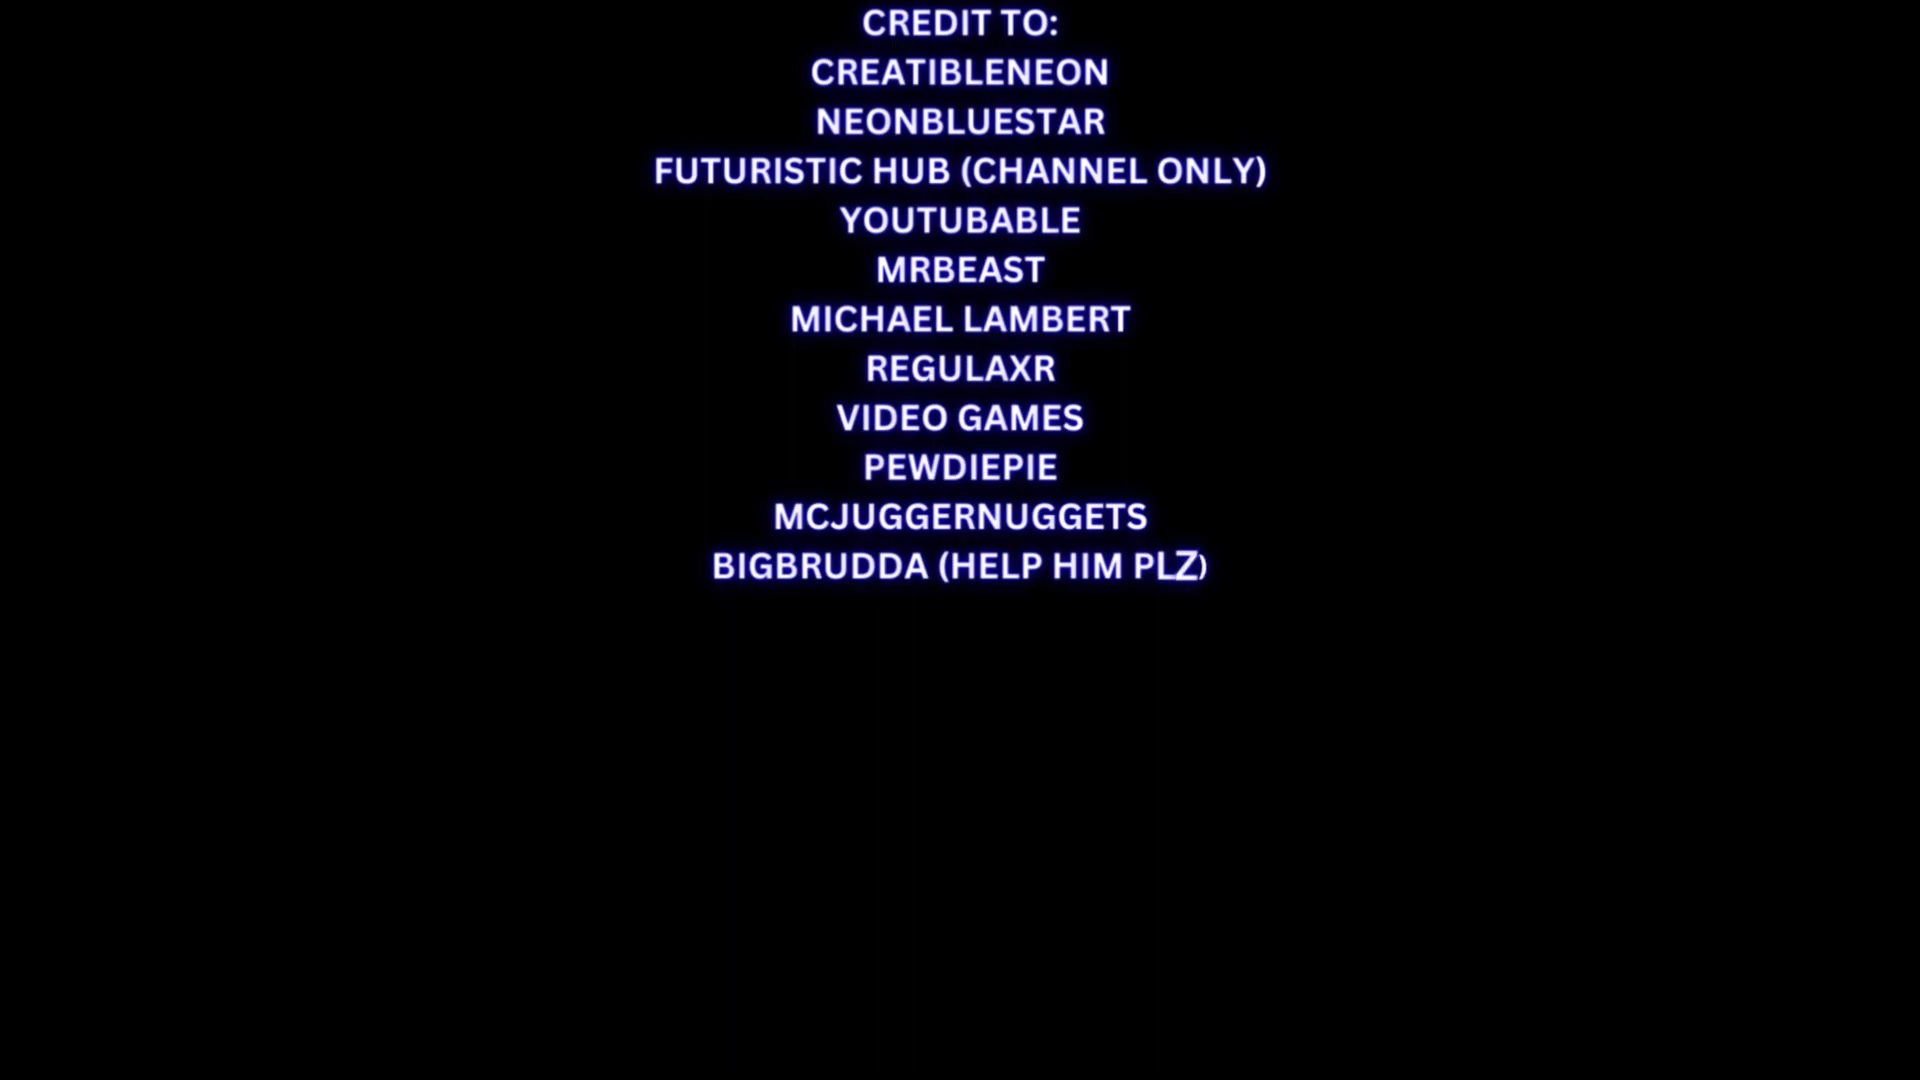 CREDIT TO:
CREATIBLENEON
NEONBLUESTAR
FUTURISTIC HUB (CHANNEL ONLY)
YOUTUBABLE
MRBEAST
MICHAEL LAMBERT
REGULAXR
VIDEO GAMES
PEWDIEPIE
MCJUGGERNUGGETS
BIGBRUDDA (HELP HIM PLZ)